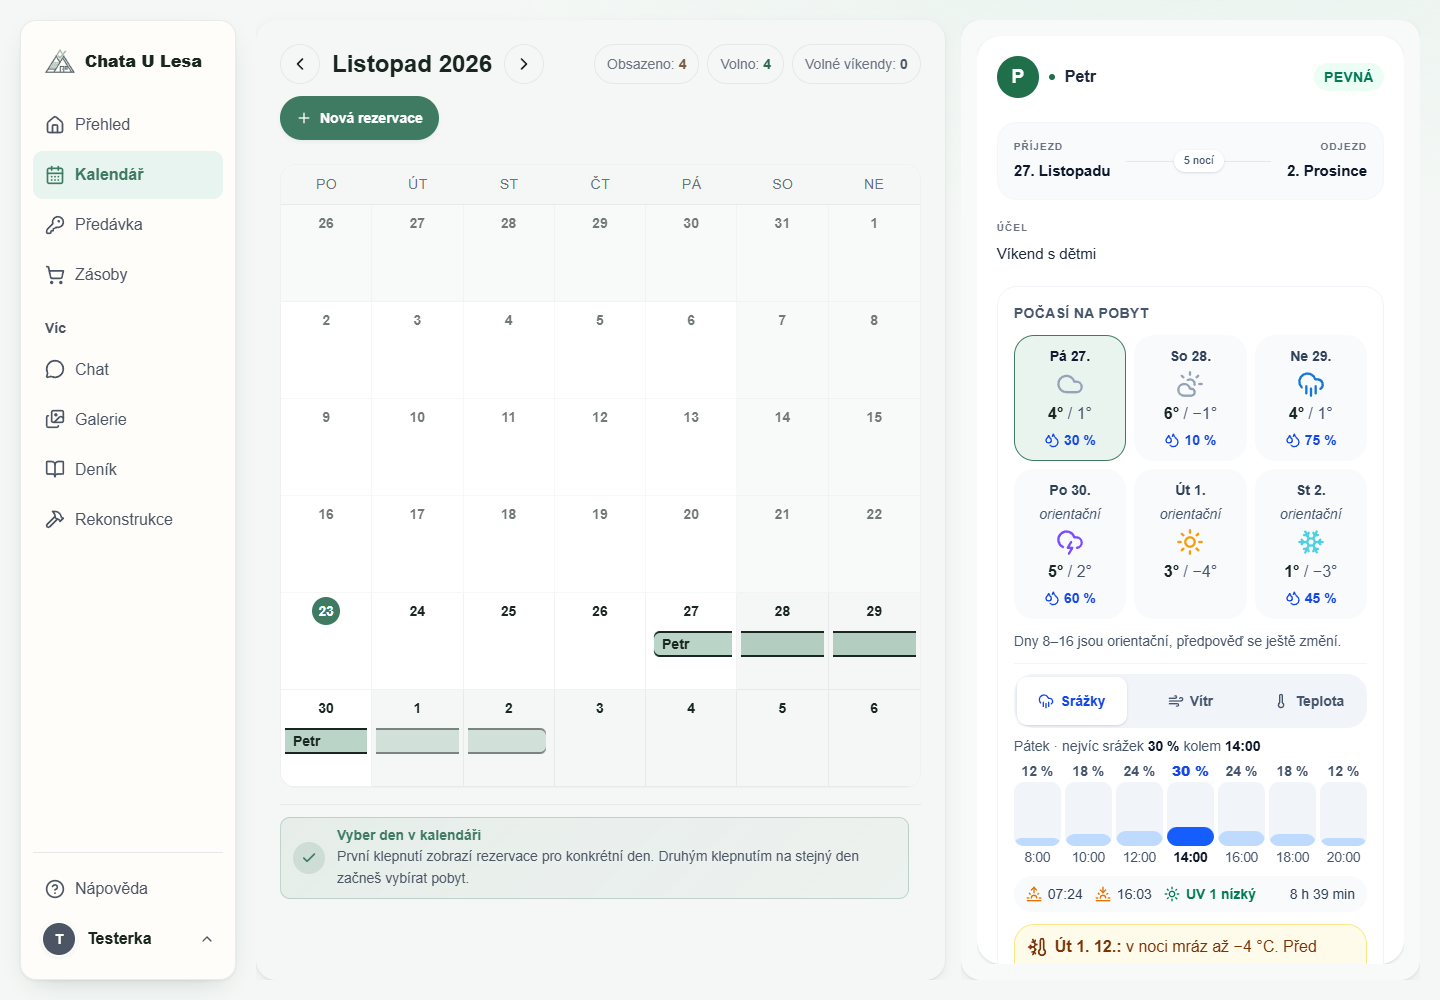 Chata U Lesa
Přehled
Kalendář
Předávka
Zásoby
Víc
Chat
Galerie
Deník
Rekonstrukce
Nápověda
T
Testerka
Listopad 2026
Obsazeno: 4
Volno: 4
Volné víkendy: 0
Nová rezervace
PO ÚT ST ČT PÁ SO NE
26 27 28 29 30 31 1
2 3 4 5 6 7 8
9 10 11 12 13 14 15
16 17 18 19 20 21 22
23 24 25 26 27 28 29
Petr
30 1 2 3 4 5 6
Petr
Vyber den v kalendáři
První klepnutí zobrazí rezervace pro konkrétní den. Druhým klepnutím na stejný den
začneš vybírat pobyt.
P
Petr
PEVNÁ
PŘÍJEZD
27. Listopadu
5 nocí
ODJEZD
2. Prosince
ÚČEL
Víkend s dětmi
POČASÍ NA POBYT
Pá 27.
4° / 1°
30 %
So 28.
6° / −1°
10 %
Ne 29.
4° / 1°
75 %
Po 30.
orientační
5° / 2°
60 %
Út 1.
orientační
3° / −4°
St 2.
orientační
1° / −3°
45 %
Dny 8–16 jsou orientační, předpověď se ještě změní.
Srážky
Vítr
Teplota
Pátek · nejvíc srážek 30 % kolem 14:00
12 % 18 % 24 % 30 % 24 % 18 % 12 %
8:00 10:00 12:00 14:00 16:00 18:00 20:00
07:24
16:03
UV 1 nízký
8 h 39 min
Út 1. 12.: v noci mráz až −4 °C. Před